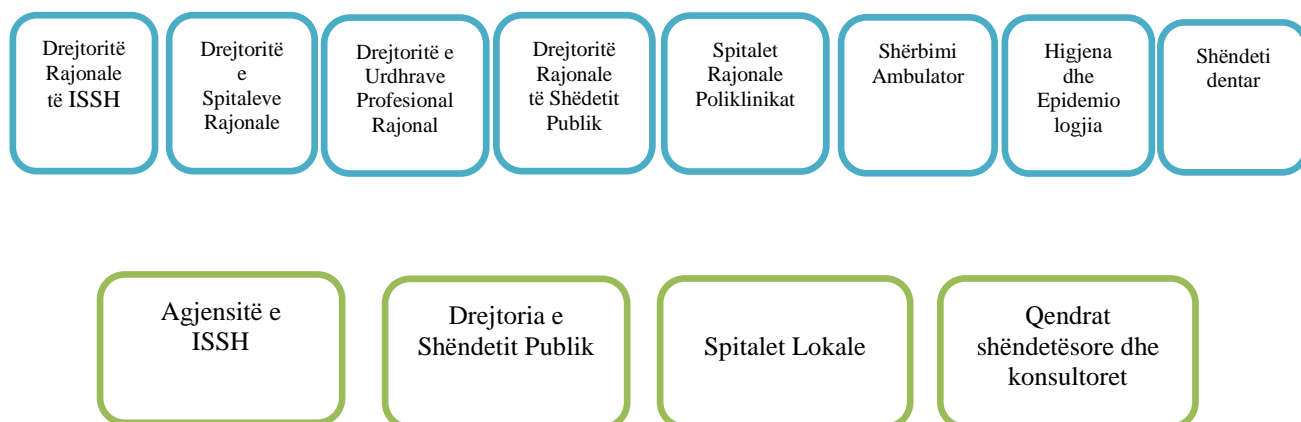 Drejtoritë
Rajonale
të ISSH
Drejtoritë
e
Spitaleve
Rajonale
Drejtoritë e
Urdhrave
Profesional
Rajonal
Drejtoritë
Rajonale
të Shëdetit
Publik
Spitalet
Rajonale
Poliklinikat
Shërbimi
Ambulator
Higjena
dhe
Epidemio
logjia
Shëndeti
dentar
Agjensitë e
ISSH
Drejtoria e
Shëndetit Publik
Spitalet Lokale
Qendrat
shëndetësore dhe
konsultoret